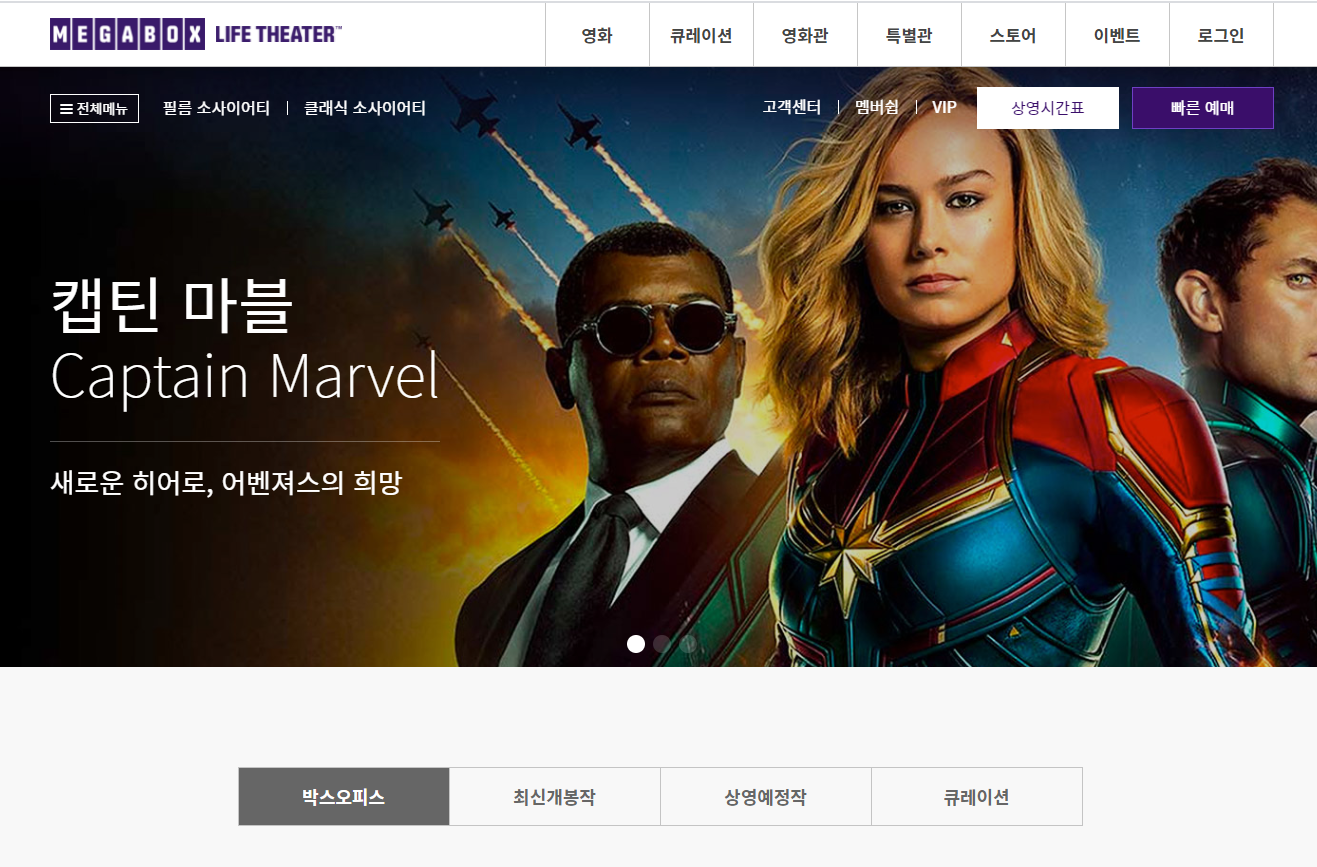 MEGABOX LIFE THEATER™
영화 큐레이션 영화관 특별관 스토어 이벤트 로그인
전체메뉴 필름 소사이어티 클래식 소사이어티 고객센터 멤버쉽 VIP 상영시간표 빠른 예매
캡틴 마블
Captain Marvel
새로운 히어로, 어벤져스의 희망
박스오피스 최신개봉작 상영예정작 큐레이션